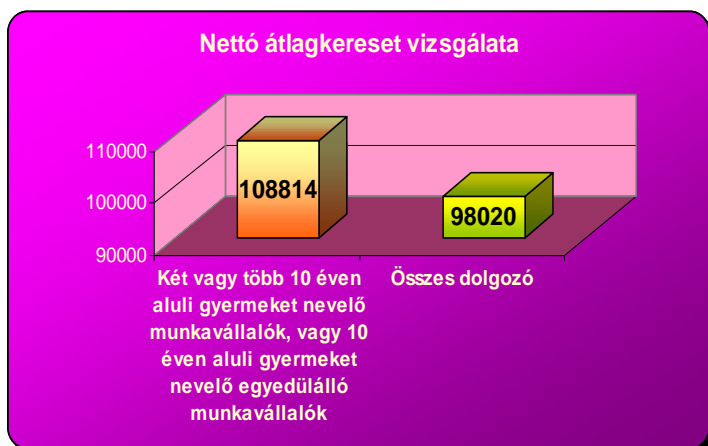 Nettó átlagkereset vizsgálata
110000
100000
90000
108814
98020
Két vagy több 10 éven
aluli gyermeket nevelő
munkavállalók, vagy 10
éven aluli gyermeket
nevelő egyedülálló
munkavállalók
Összes dolgozó